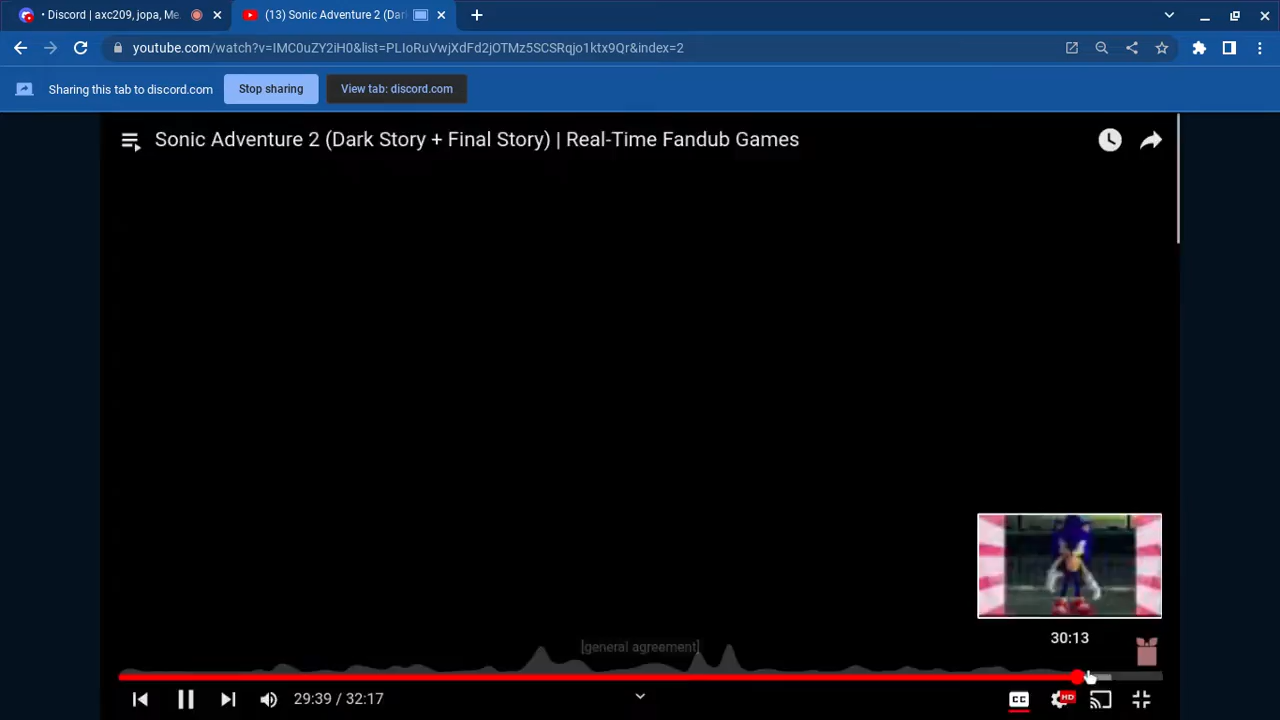 • Discord | axc209, jopa, Me
(13) Sonic Adventure 2 (Dar
youtube.com/watch?v=IMC0uZY2iH0&list=PLIoRuVwjXdFd2jOTMz5SCSRqjo1ktx9Qr&index=2
Sharing this tab to discord.com
Stop sharing
View tab: discord.com
Sonic Adventure 2 (Dark Story + Final Story) | Real-Time Fandub Games
30:13
[general agreement]
29:39 / 32:17
CC
HD